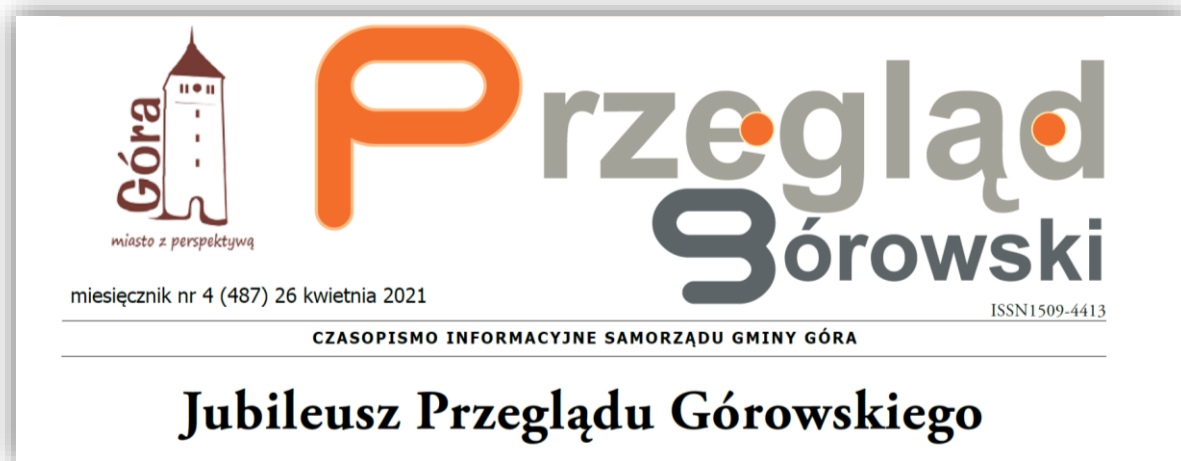 Góra
miasto z perspektywą
Przegląd
górowski
miesięcznik nr 4 (487) 26 kwietnia 2021
ISSN1509-4413
CZASOPISMO INFORMACYJNE SAMORZĄDU GMINY GÓRA
Jubileusz Przeglądu Górowskiego